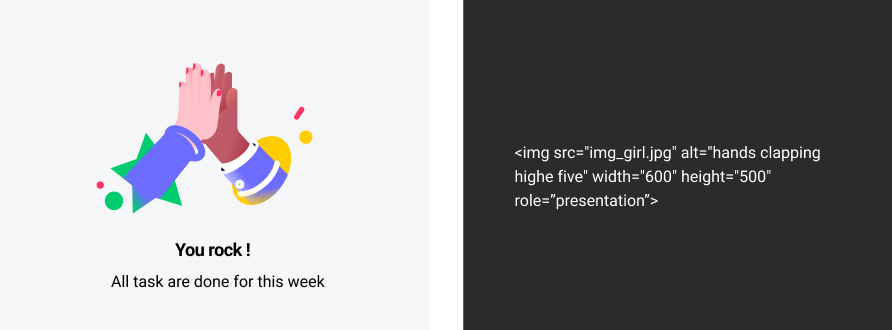 You rock !
All task are done for this week
<img src="img_girl.jpg" alt="hands clapping
highe five" width="600" height="500"
role=”presentation”>